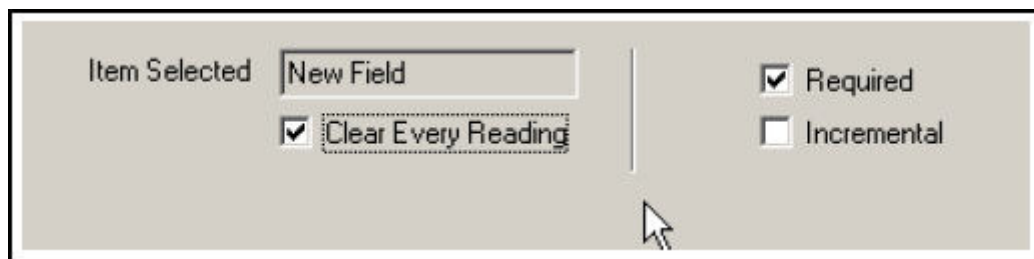 Item Selected New Field
Clear Every Reading
Required
Incremental